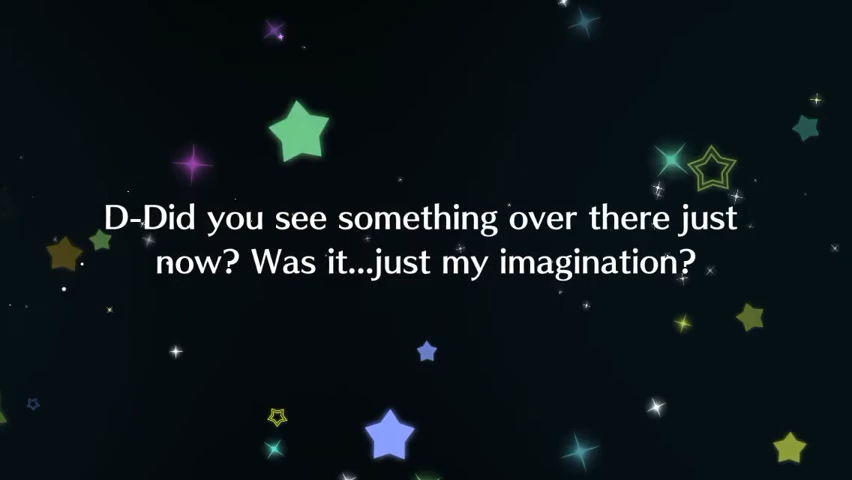 D-Did you see something over there just
now? Was it...just my imagination?